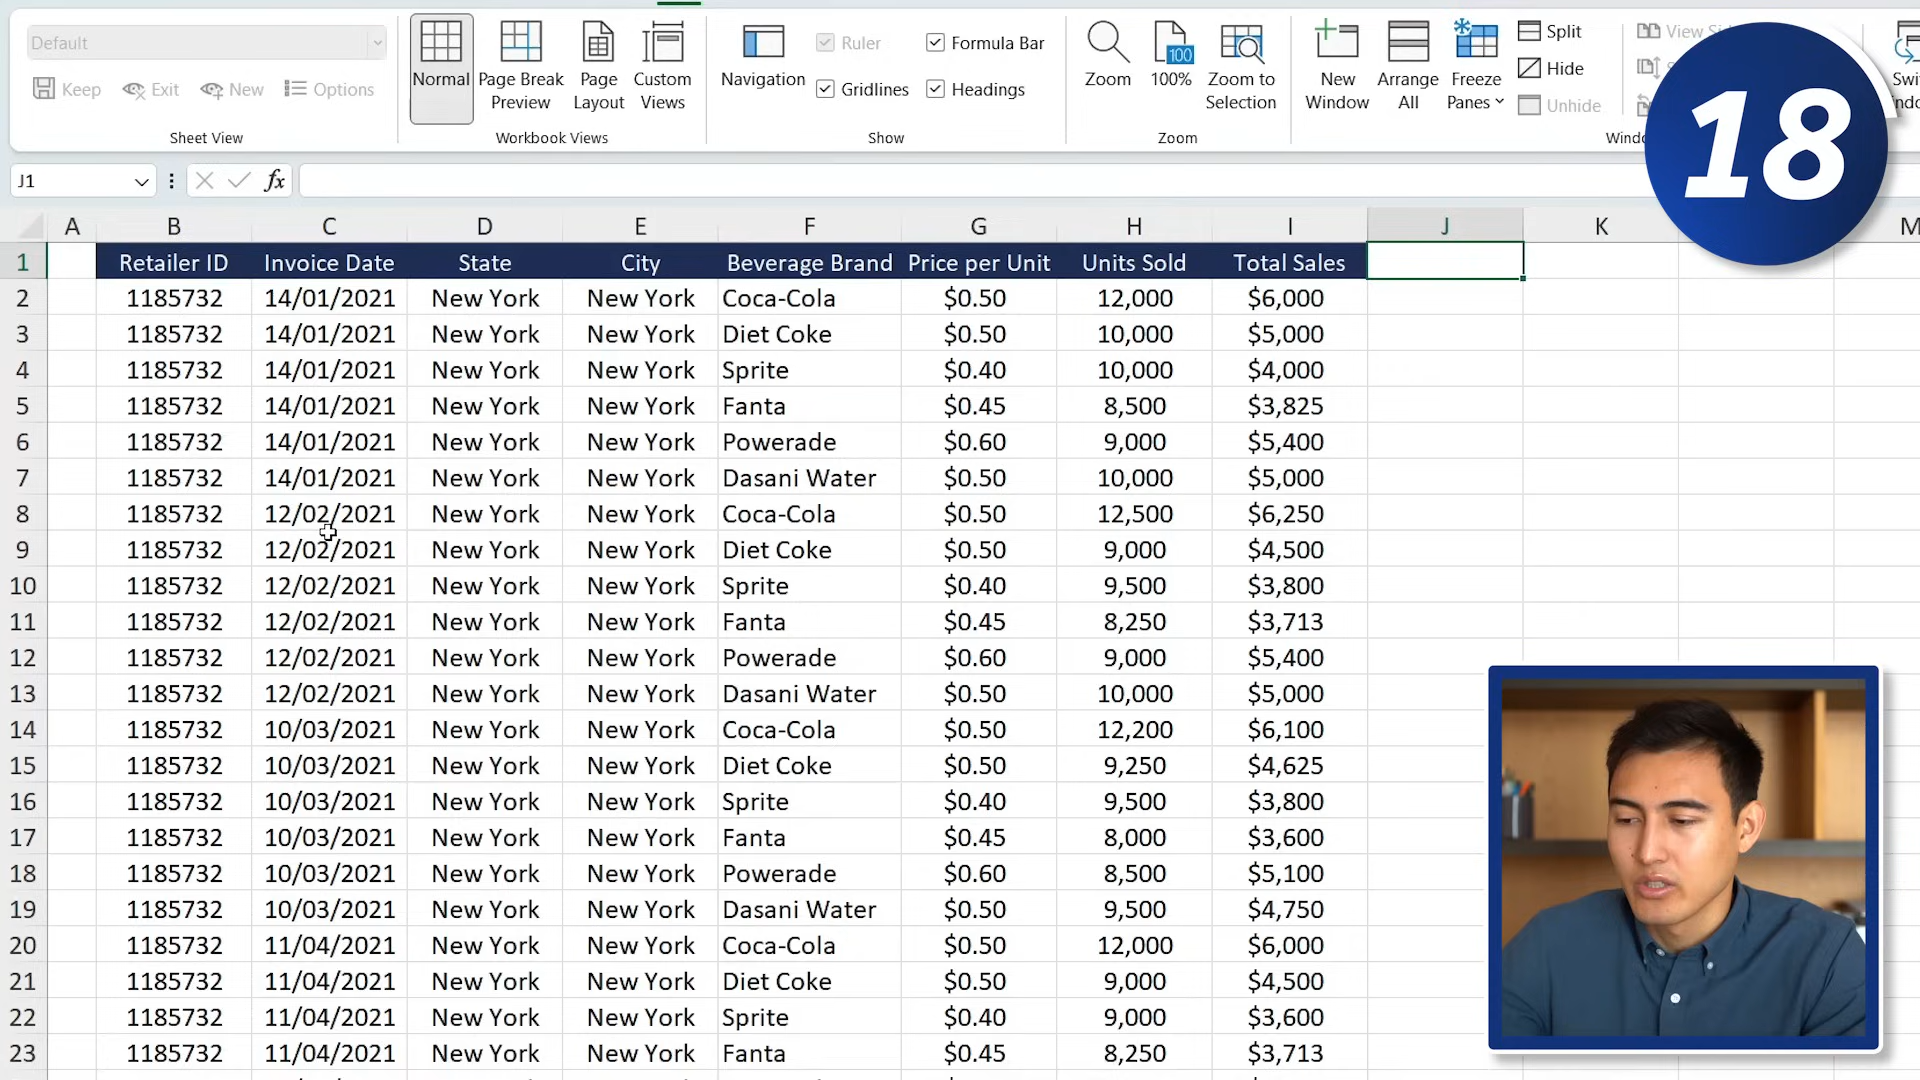 Default
Keep Exit New Options
Sheet View
Normal
Page Break Preview
Page Layout
Custom Views
Workbook Views
Navigation
Ruler
Formula Bar
Gridlines
Headings
Show
Zoom
100
100%
Zoom to Selection
Zoom
New Window
Arrange All
Freeze Panes
Split
Hide
Unhide
View
18
J1
fx
A B C D E F G H I J K M
1 Retailer ID Invoice Date State City Beverage Brand Price per Unit Units Sold Total Sales
2 1185732 14/01/2021 New York New York Coca-Cola $0.50 12,000 $6,000
3 1185732 14/01/2021 New York New York Diet Coke $0.50 10,000 $5,000
4 1185732 14/01/2021 New York New York Sprite $0.40 10,000 $4,000
5 1185732 14/01/2021 New York New York Fanta $0.45 8,500 $3,825
6 1185732 14/01/2021 New York New York Powerade $0.60 9,000 $5,400
7 1185732 14/01/2021 New York New York Dasani Water $0.50 10,000 $5,000
8 1185732 12/02/2021 New York New York Coca-Cola $0.50 12,500 $6,250
9 1185732 12/02/2021 New York New York Diet Coke $0.50 9,000 $4,500
10 1185732 12/02/2021 New York New York Sprite $0.40 9,500 $3,800
11 1185732 12/02/2021 New York New York Fanta $0.45 8,250 $3,713
12 1185732 12/02/2021 New York New York Powerade $0.60 9,000 $5,400
13 1185732 12/02/2021 New York New York Dasani Water $0.50 10,000 $5,000
14 1185732 10/03/2021 New York New York Coca-Cola $0.50 12,200 $6,100
15 1185732 10/03/2021 New York New York Diet Coke $0.50 9,250 $4,625
16 1185732 10/03/2021 New York New York Sprite $0.40 9,500 $3,800
17 1185732 10/03/2021 New York New York Fanta $0.45 8,000 $3,600
18 1185732 10/03/2021 New York New York Powerade $0.60 8,500 $5,100
19 1185732 10/03/2021 New York New York Dasani Water $0.50 9,500 $4,750
20 1185732 11/04/2021 New York New York Coca-Cola $0.50 12,000 $6,000
21 1185732 11/04/2021 New York New York Diet Coke $0.50 9,000 $4,500
22 1185732 11/04/2021 New York New York Sprite $0.40 9,000 $3,600
23 1185732 11/04/2021 New York New York Fanta $0.45 8,250 $3,713